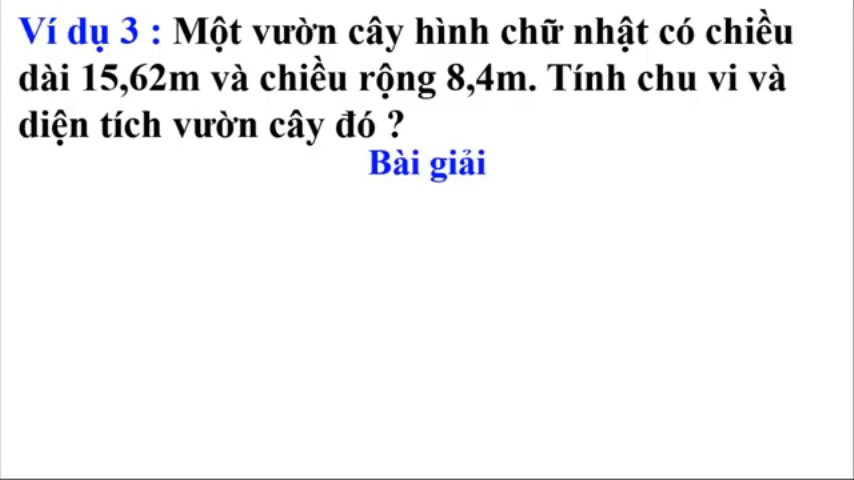 Ví dụ 3 : Một vườn cây hình chữ nhật có chiều
dài 15,62m và chiều rộng 8,4m. Tính chu vi và
diện tích vườn cây đó ?
Bài giải